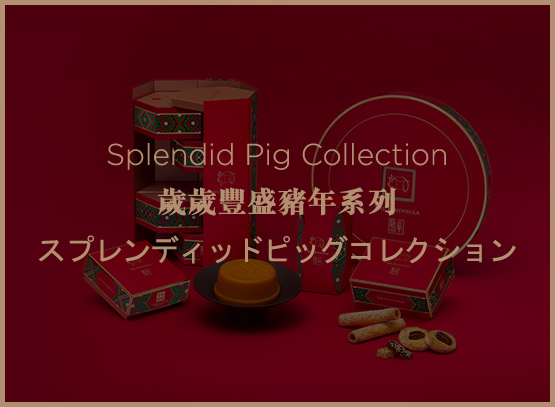 Splendid Pig Collection
歲歲豐盛豬年系列
スプレンディッドピッグコレクション